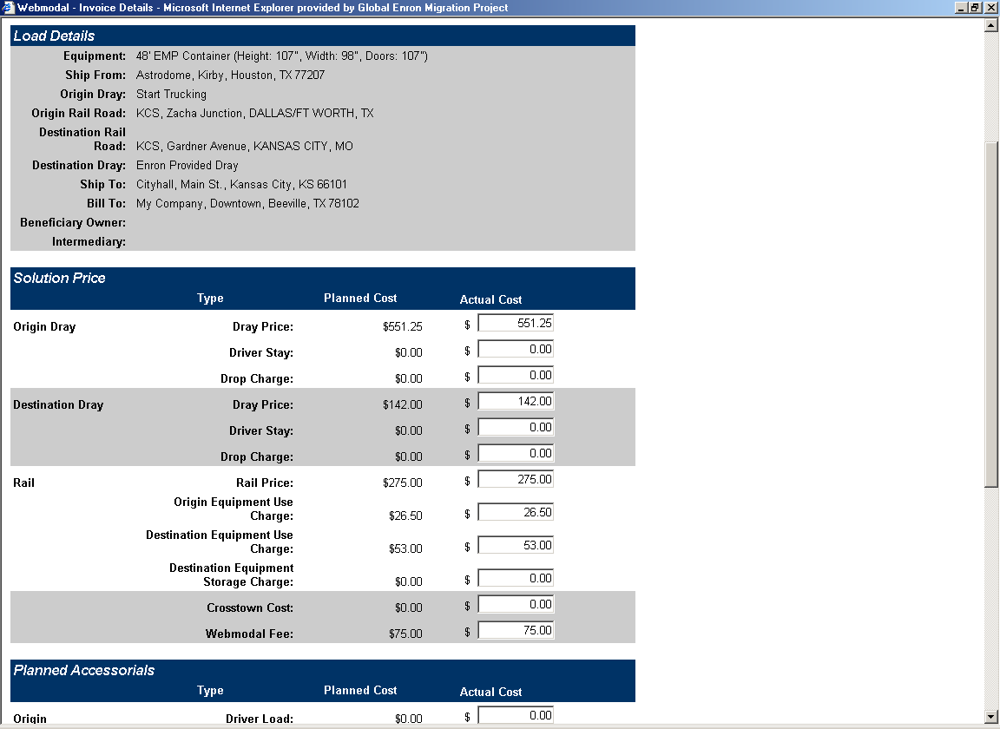 Webmodal - Invoice Details - Microsoft Internet Explorer provided by Global Enron Migration Project
Load Details
Equipment: 48' EMP Container (Height: 107", Width: 98", Doors: 107")
Ship From: Astrodome, Kirby, Houston, TX 77207
Origin Dray: Start Trucking
Origin Rail Road: KCS, Zacha Junction, DALLAS/FT WORTH, TX
Destination Rail
Road: KCS, Gardner Avenue, KANSAS CITY, MO
Destination Dray: Enron Provided Dray
Ship To: Cityhall, Main St., Kansas City, KS 66101
Bill To: My Company, Downtown, Beeville, TX 78102
Beneficiary Owner:
Intermediary:
Solution Price
Type Planned Cost Actual Cost
Origin Dray Dray Price: $551.25 $ 551.25
Driver Stay: $0.00 $ 0.00
Drop Charge: $0.00 $ 0.00
Destination Dray Dray Price: $142.00 $ 142.00
Driver Stay: $0.00 $ 0.00
Drop Charge: $0.00 $ 0.00
Rail Rail Price: $275.00 $ 275.00
Origin Equipment Use
Charge: $26.50 $ 26.50
Destination Equipment Use
Charge: $53.00 $ 53.00
Destination Equipment
Storage Charge: $0.00 $ 0.00
Crosstown Cost: $0.00 $ 0.00
Webmodal Fee: $75.00 $ 75.00
Planned Accessorials
Type Planned Cost Actual Cost
Origin Driver Load: $0.00 $ 0.00